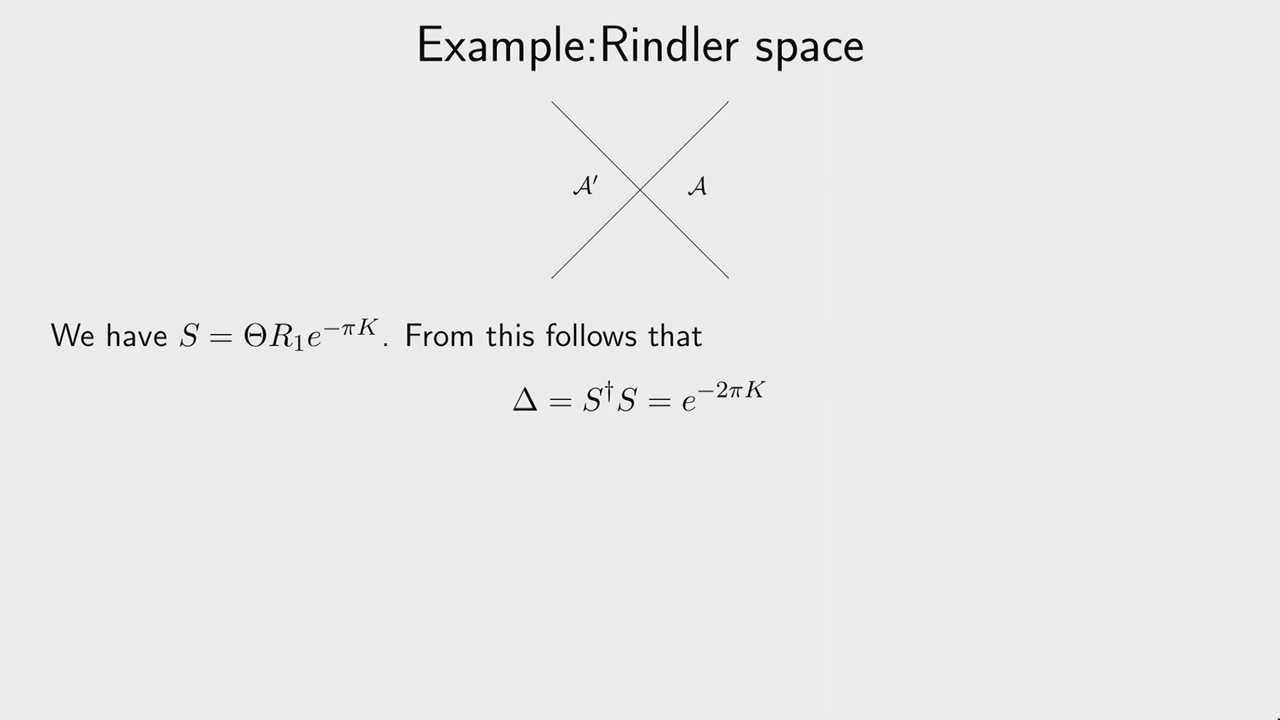 Example:Rindler space
𝒜′ 𝒜
We have S = ΘR₁e^{−πK}. From this follows that
Δ = S†S = e^{−2πK}